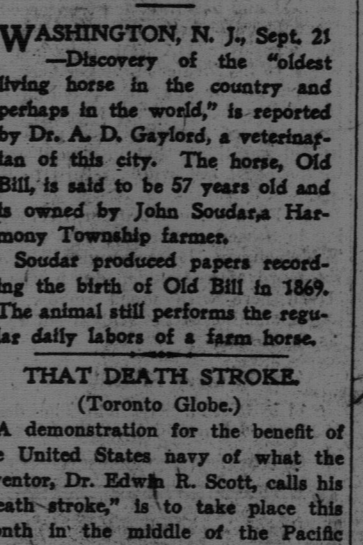 WASHINGTON, N. J., Sept. 21
—Discovery of the "oldest
living horse in the country and
perhaps in the world," is reported
by Dr. A. D. Gaylord, a veterinar-
ian of this city. The horse, Old
Bill, is said to be 57 years old and
is owned by John Soudar,a Har-
mony Township farmer.
Soudar produced papers record-
ing the birth of Old Bill in 1869.
The animal still performs the regu-
lar daily labors of a farm horse.
THAT DEATH STROKE.
(Toronto Globe.)
A demonstration for the benefit of
e United States navy of what the
ventor, Dr. Edwin R. Scott, calls his
eath stroke," is to take place this
onth in the middle of the Pacific